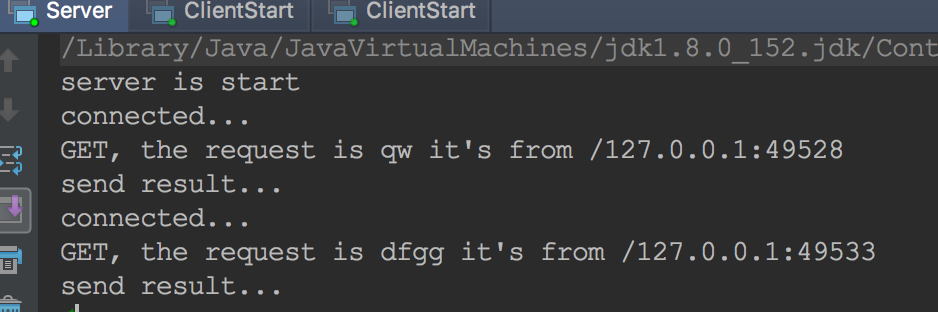 Server ClientStart ClientStart
/Library/Java/JavaVirtualMachines/jdk1.8.0_152.jdk/Cont
server is start
connected...
GET, the request is qw it's from /127.0.0.1:49528
send result...
connected...
GET, the request is dfgg it's from /127.0.0.1:49533
send result...